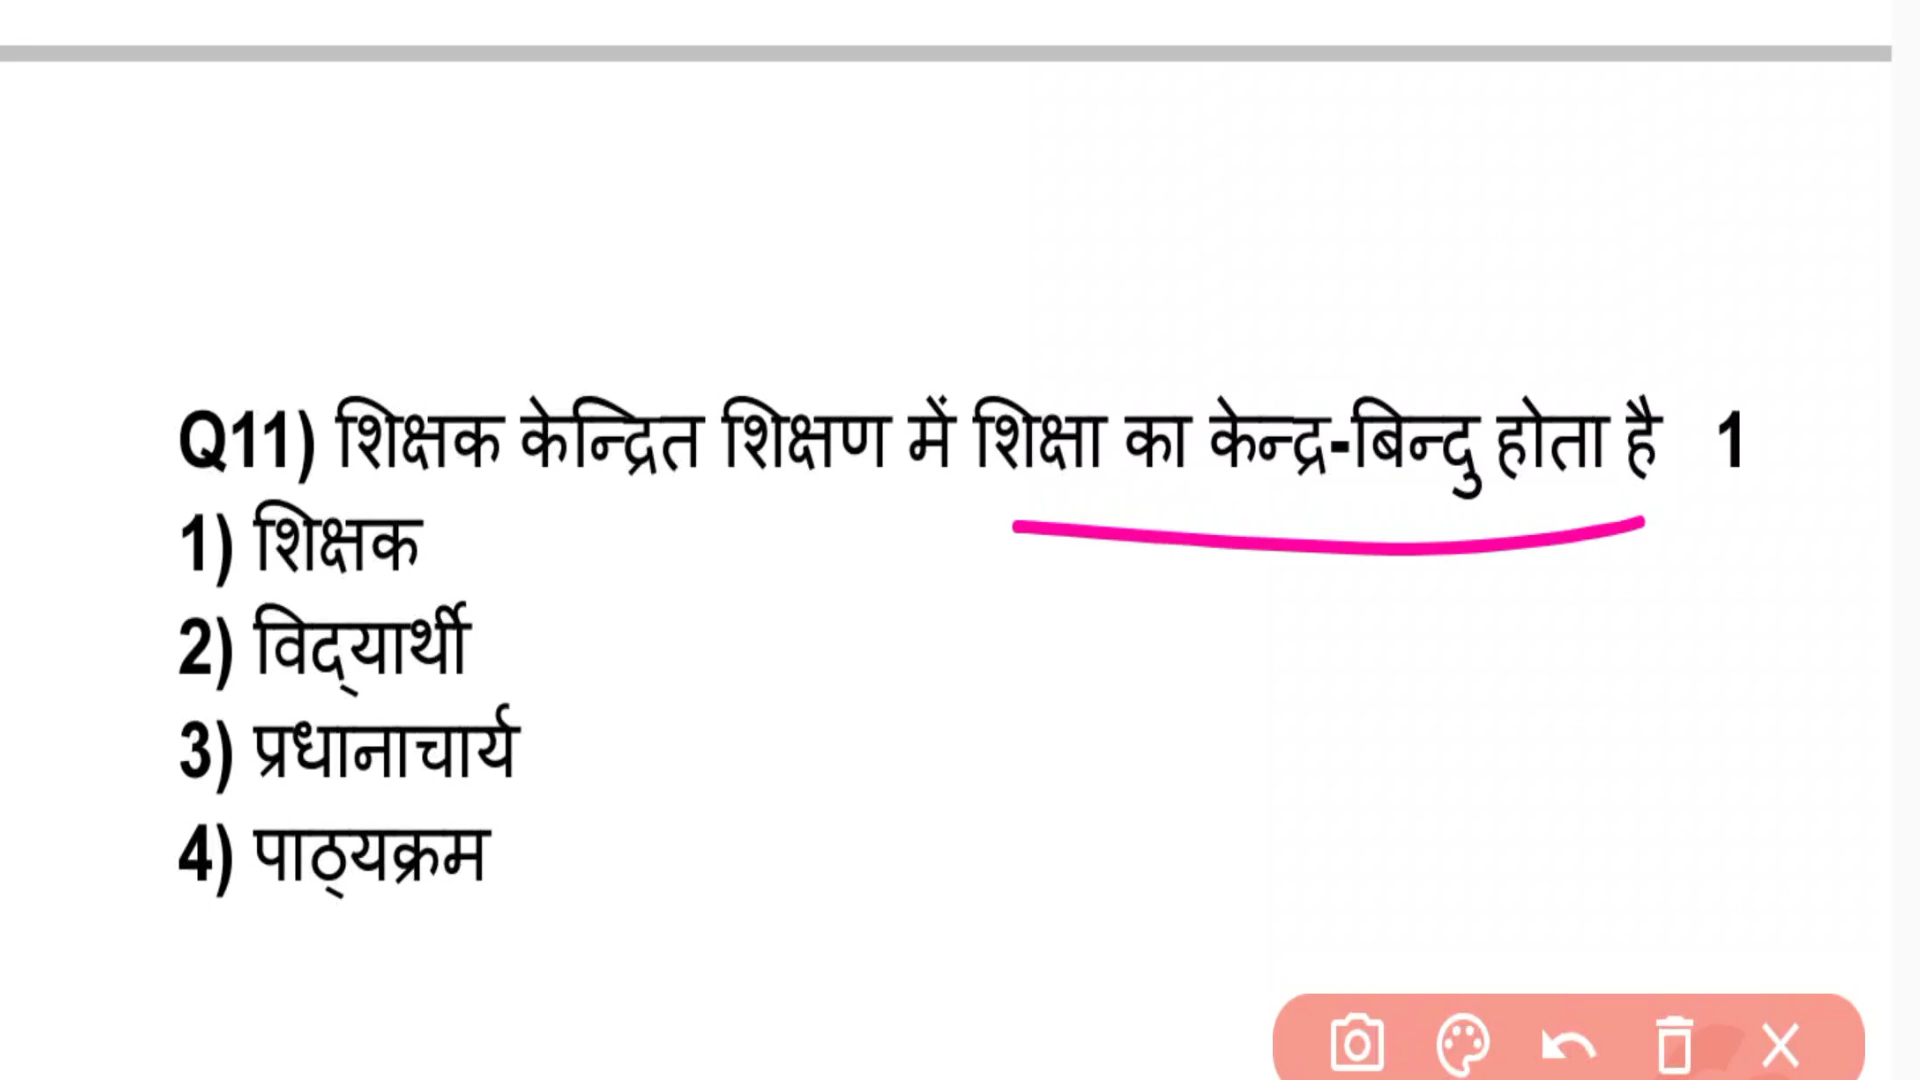 Q11) शिक्षक केन्द्रित शिक्षण में शिक्षा का केन्द्र-बिन्दु होता है 1
1) शिक्षक
2) विद्‌यार्थी
3) प्रधानाचार्य
4) पाठ्‌यक्रम